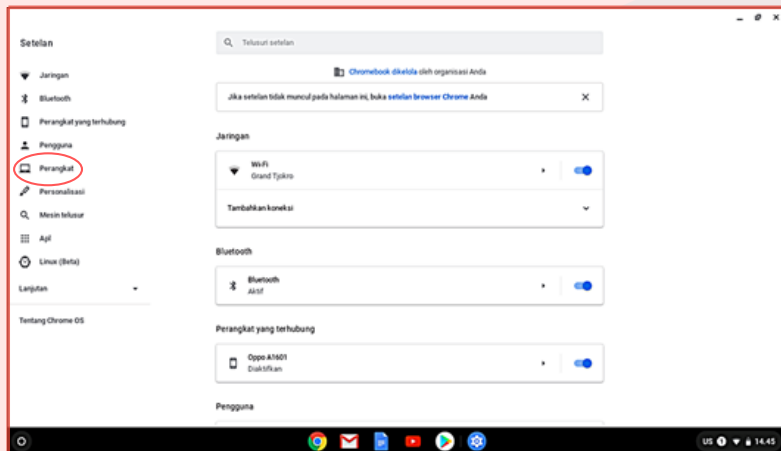 Setelan
Telusuri setelan
Jaringan
Bluetooth
Perangkat yang terhubung
Pengguna
Perangkat
Personalisasi
Mesin telusur
Apl
Linux (Beta)
Lanjutan
Tentang Chrome OS
Chromebook dikelola oleh organisasi Anda
Jika setelan tidak muncul pada halaman ini, buka setelan browser Chrome Anda
Jaringan
Wi-Fi
Grand Tjokro
Tambahkan koneksi
Bluetooth
Bluetooth
Aktif
Perangkat yang terhubung
Oppo A1601
Diaktifkan
Pengguna
US 14.45